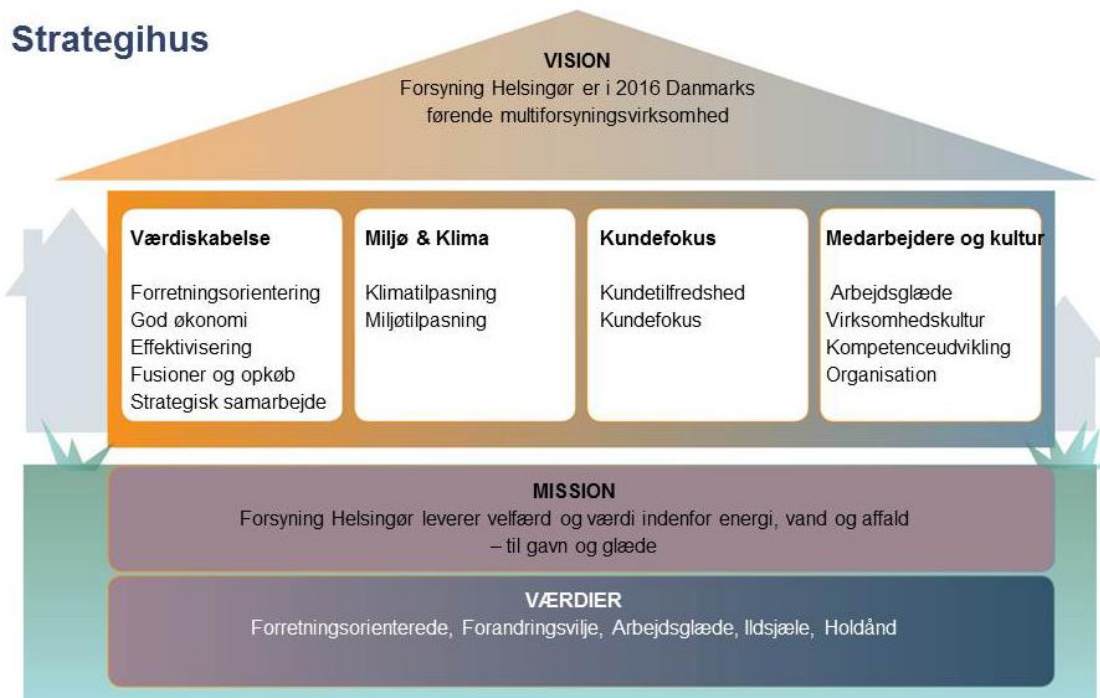 Strategihus
VISION
Forsyning Helsingør er i 2016 Danmarks
førende multiforsyningsvirksomhed
Værdiskabelse
Forretningsorientering
God økonomi
Effektivisering
Fusioner og opkøb
Strategisk samarbejde
Miljø & Klima
Klimatilpasning
Miljøtilpasning
Kundefokus
Kundetilfredshed
Kundefokus
Medarbejdere og kultur
Arbejdsglæde
Virksomhedskultur
Kompetenceudvikling
Organisation
MISSION
Forsyning Helsingør leverer velfærd og værdi indenfor energi, vand og affald
– til gavn og glæde
VÆRDIER
Forretningsorienterede, Forandringsvilje, Arbejdsglæde, Ildsjæle, Holdånd